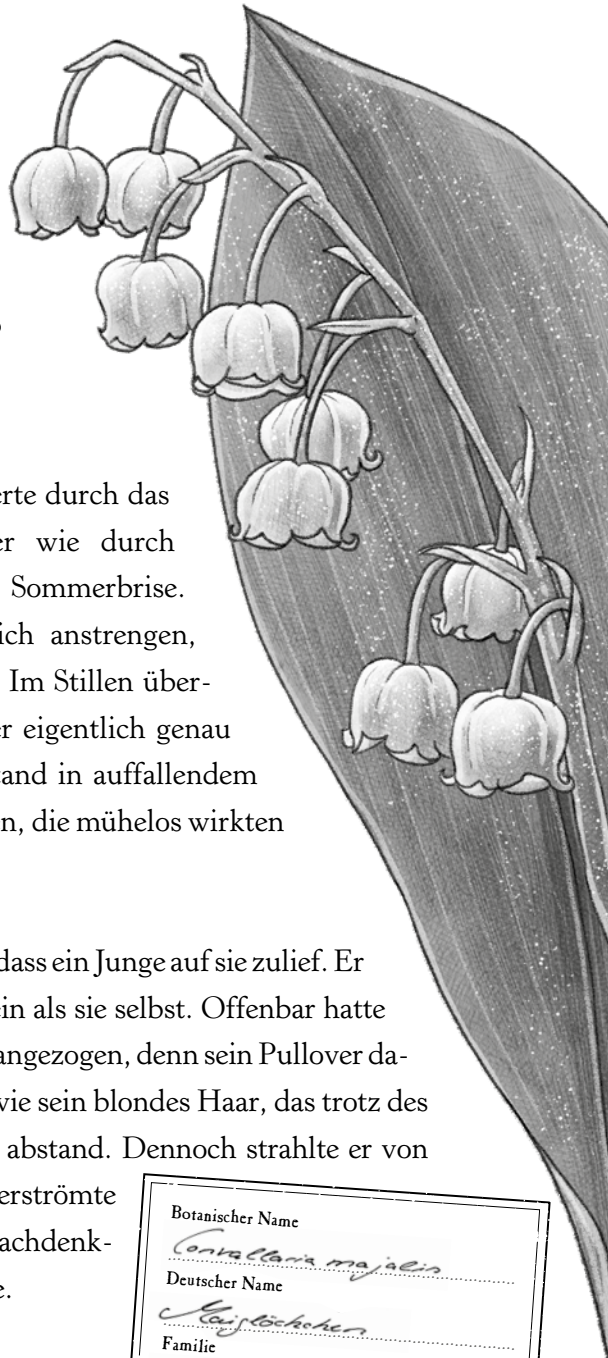 erte durch das
er wie durch
Sommerbrise.
ich anstrengen,
Im Stillen über-
er eigentlich genau
tand in auffallendem
n, die mühelos wirkten
dass ein Junge auf sie zulief. Er
ein als sie selbst. Offenbar hatte
angezogen, denn sein Pullover da-
wie sein blondes Haar, das trotz des
abstand. Dennoch strahlte er von
erströmte
achdenk-
e.
Botanischer Name
Convallaria majalis
Deutscher Name
Maiglöckchen
Familie